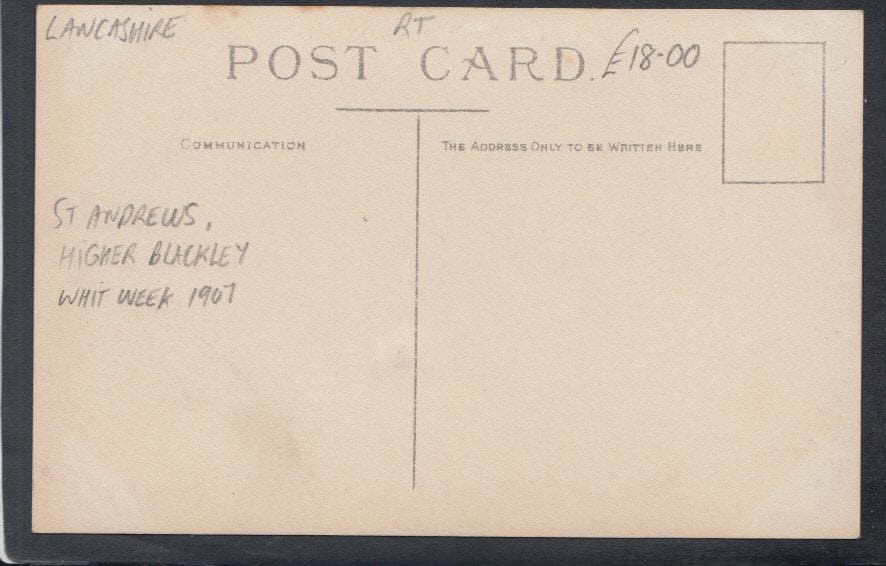 LANCASHIRE RT
POST CARD. £18-00
COMMUNICATION
THE ADDRESS ONLY TO BE WRITTEN HERE
ST ANDREWS,
HIGHER BLACKLEY
WHIT WEEK 1907